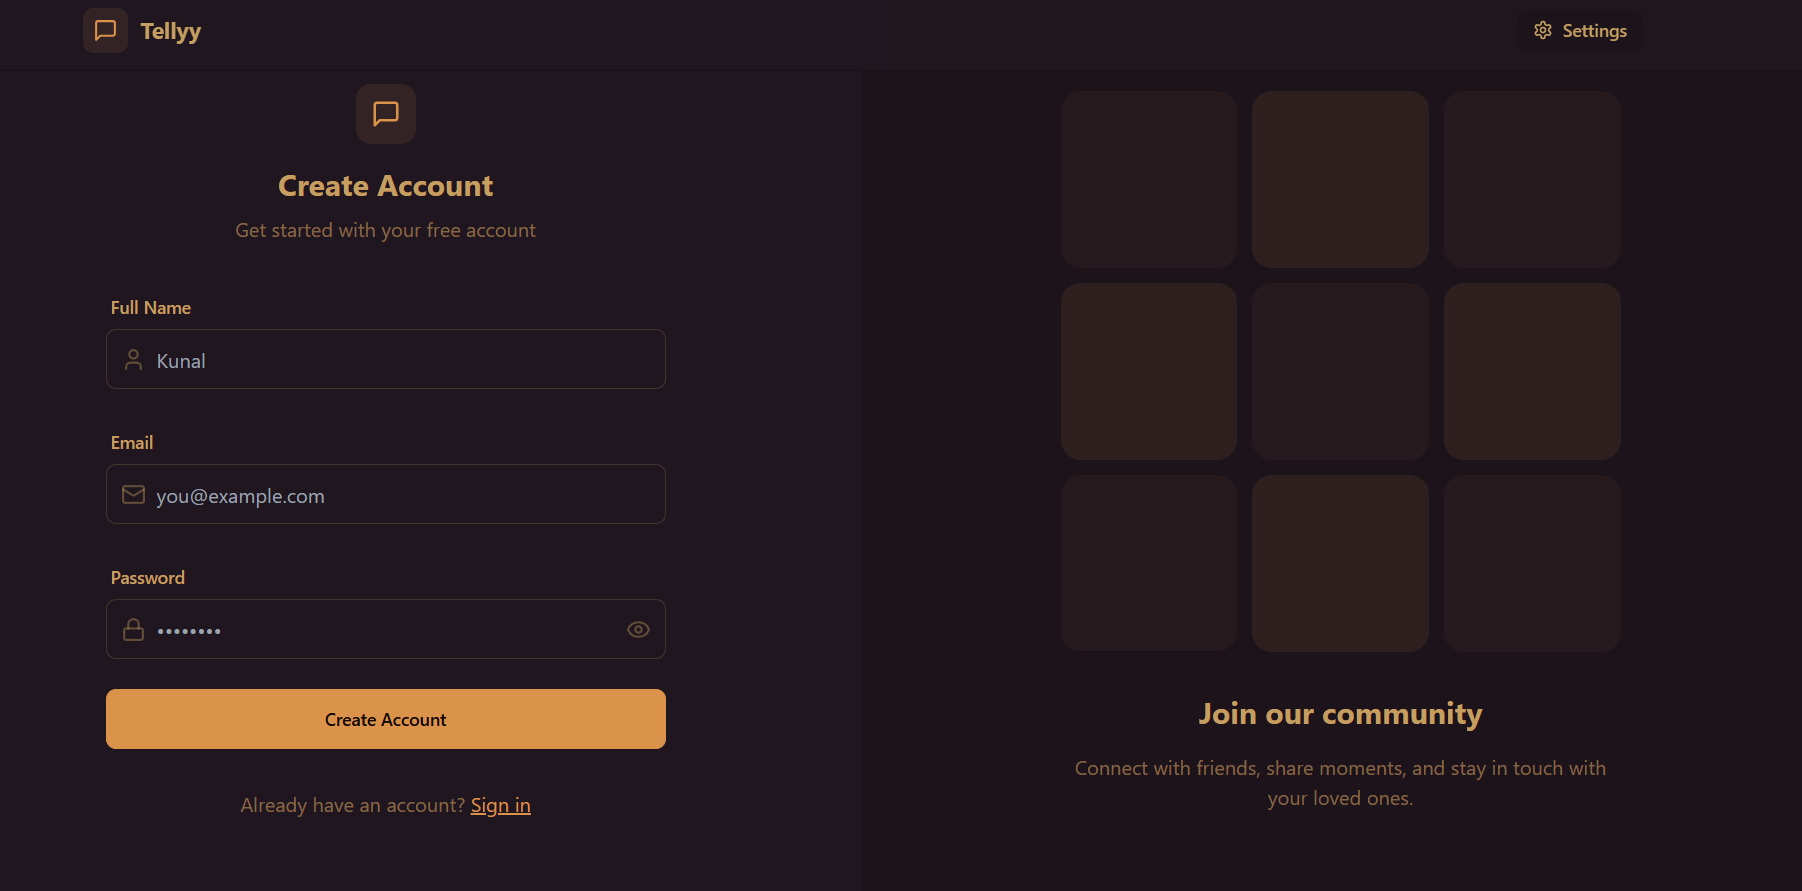 Tellyy
Settings
Create Account
Get started with your free account
Full Name
Kunal
Email
you@example.com
Password
••••••••
Create Account
Already have an account? Sign in
Join our community
Connect with friends, share moments, and stay in touch with
your loved ones.